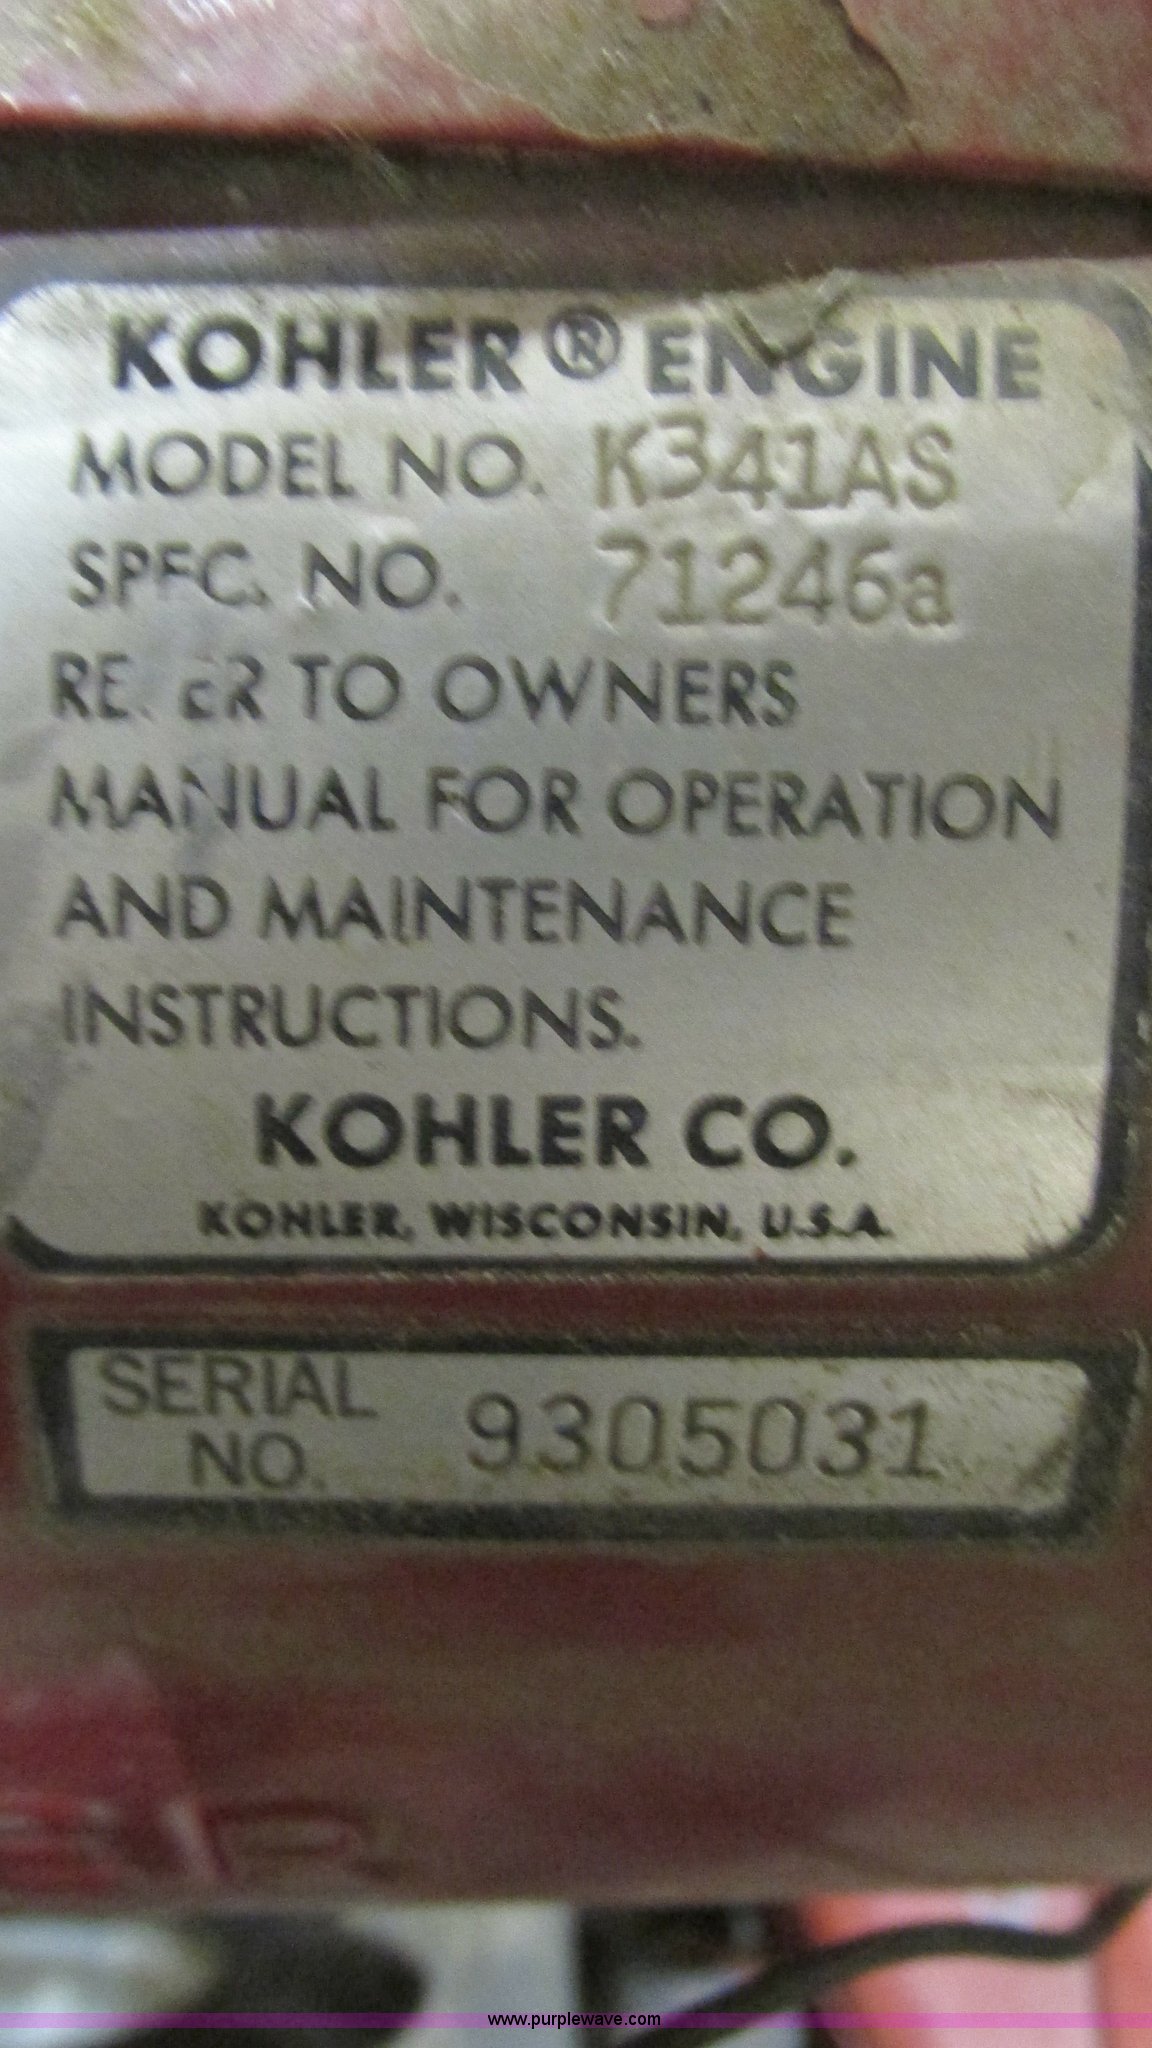 KOHLER® ENGINE
MODEL NO. K341AS
SPEC. NO. 71246a
REFER TO OWNERS
MANUAL FOR OPERATION
AND MAINTENANCE
INSTRUCTIONS.
KOHLER CO.
KOHLER, WISCONSIN, U.S.A.
SERIAL
NO. 9305031
www.purplewave.com